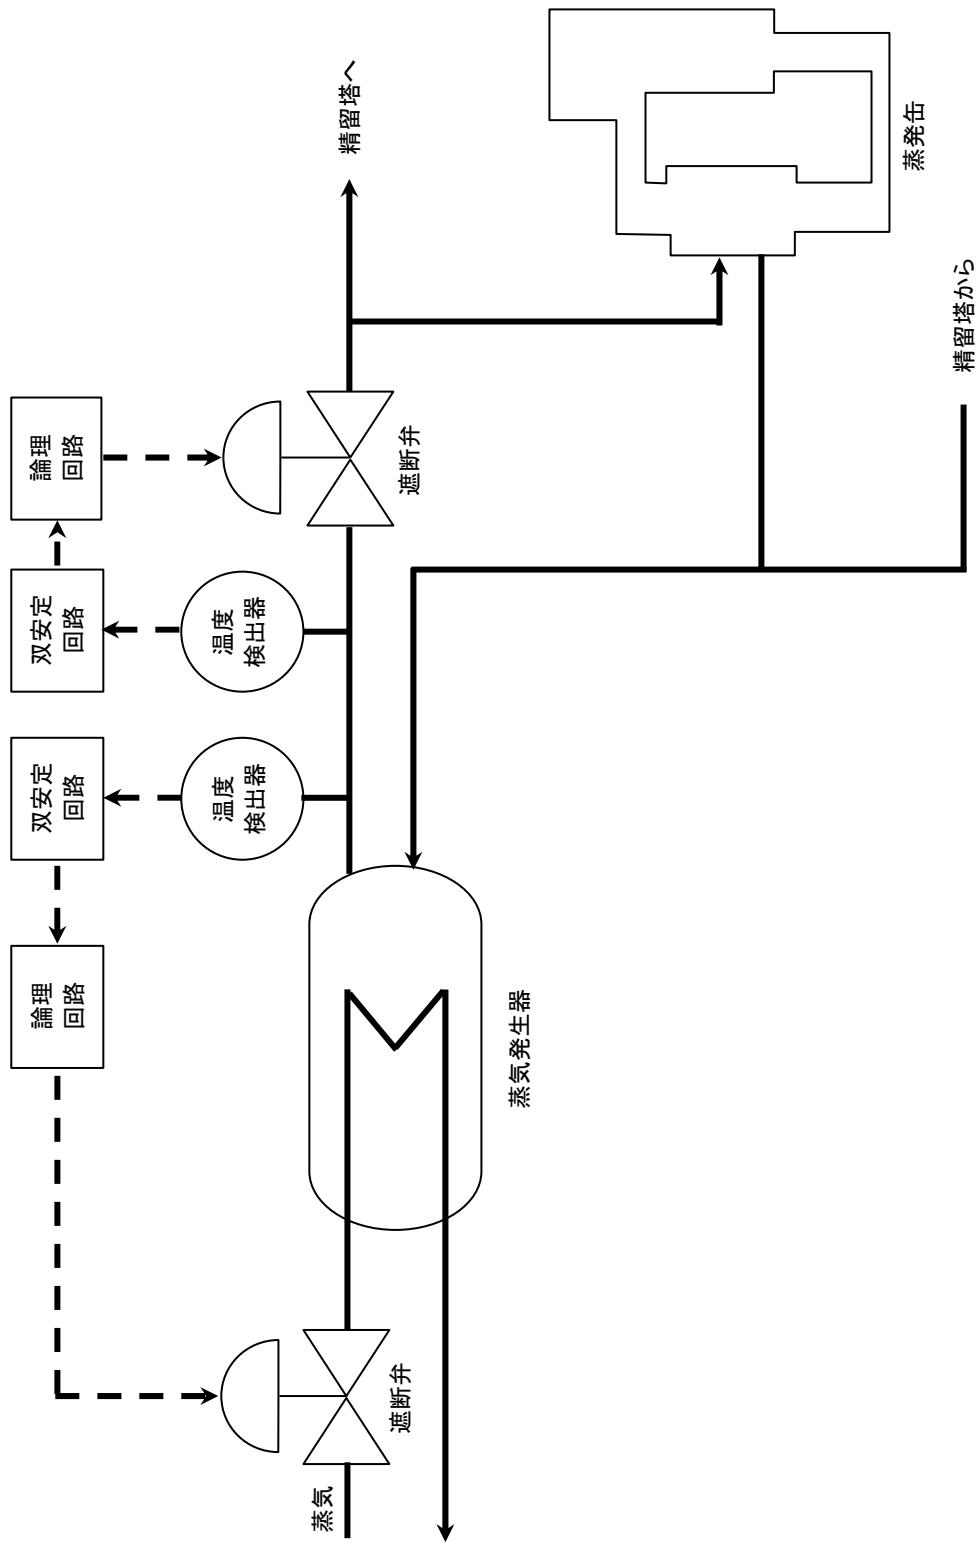 論理
回路
双安定
回路
双安定
回路
論理
回路
温度
検出器
温度
検出器
蒸気
遮断弁
蒸気発生器
遮断弁
精留塔へ
蒸発缶
精留塔から